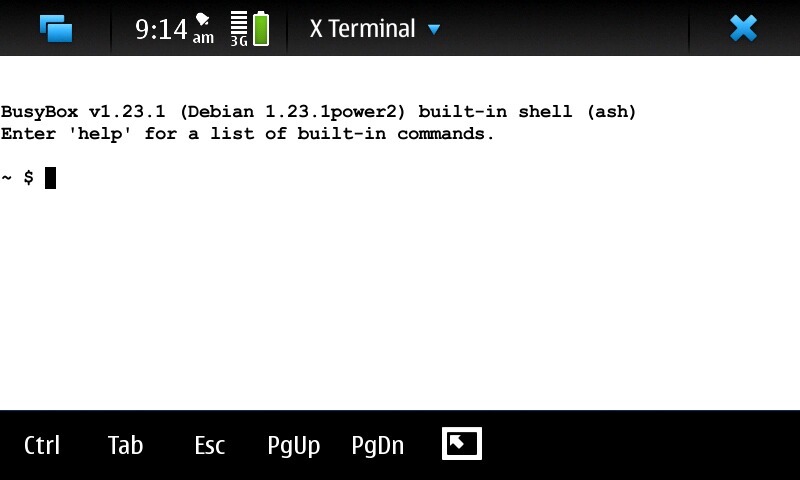 9:14 am 3G X Terminal
BusyBox v1.23.1 (Debian 1.23.1power2) built-in shell (ash)
Enter 'help' for a list of built-in commands.
~ $
Ctrl Tab Esc PgUp PgDn